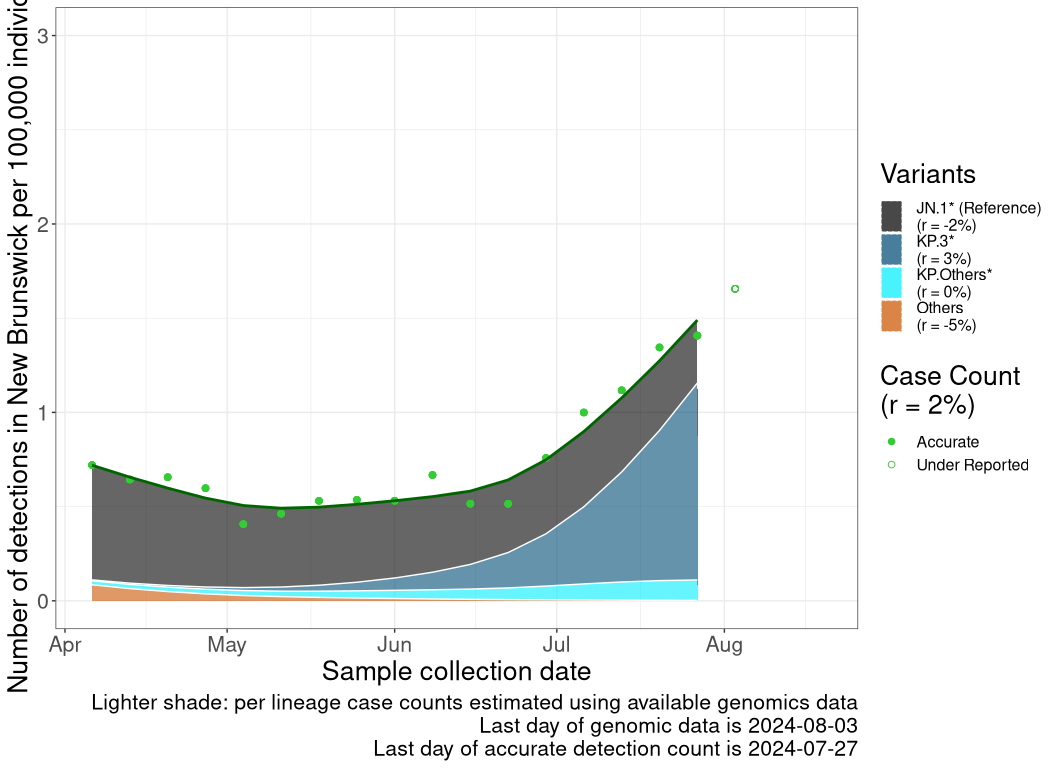 Number of detections in New Brunswick per 100,000
3
2
1
0
Apr
May
Jun
Jul
Aug
Sample collection date
Lighter shade: per lineage case counts estimated using available genomics data
Last day of genomic data is 2024-08-03
Last day of accurate detection count is 2024-07-27
Variants
JN.1* (Reference)
(r = -2%)
KP.3*
(r = 3%)
KP.Others*
(r = 0%)
Others
(r = -5%)
Case Count
(r = 2%)
Accurate
Under Reported